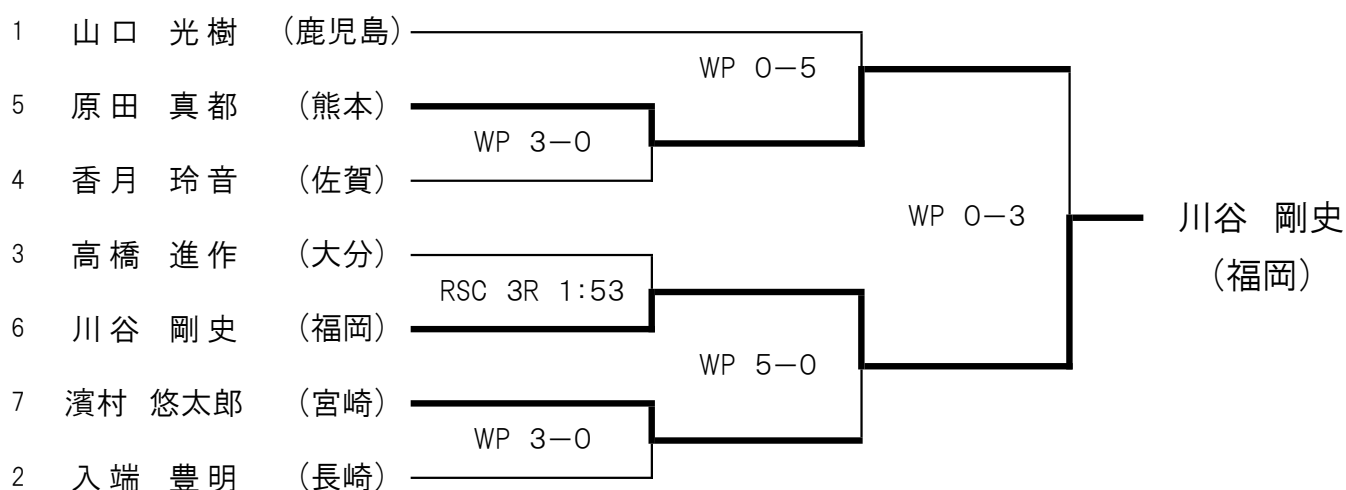 1 山口 光樹 (鹿児島)
WP 0－5
5 原田 真都 (熊本)
WP 3－0
4 香月 玲音 (佐賀)
WP 0－3
川谷 剛史
(福岡)
3 高橋 進作 (大分)
RSC 3R 1:53
6 川谷 剛史 (福岡)
WP 5－0
7 濱村 悠太郎 (宮崎)
WP 3－0
2 入端 豊明 (長崎)